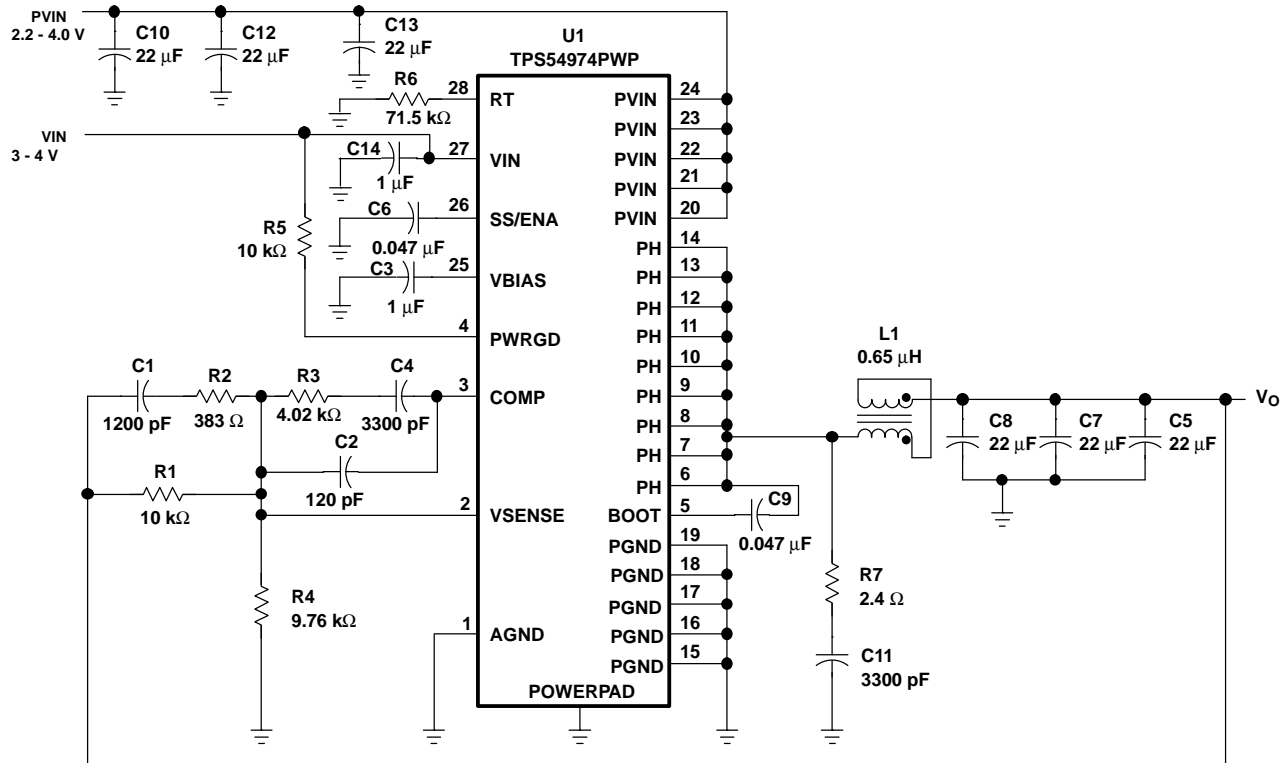 PVIN
2.2 - 4.0 V
C10
22 μF
C12
22 μF
C13
22 μF
U1
TPS54974PWP
R6
71.5 kΩ
28
RT
PVIN
24
PVIN
23
VIN
3 - 4 V
C14
1 μF
27
VIN
PVIN
22
PVIN
21
C6
0.047 μF
26
SS/ENA
PVIN
20
R5
10 kΩ
PH
14
C3
1 μF
25
VBIAS
PH
13
PH
12
4
PWRGD
PH
11
PH
10
C1
1200 pF
R2
383 Ω
R3
4.02 kΩ
C4
3300 pF
3
COMP
PH
9
PH
8
C2
120 pF
PH
7
PH
6
R1
10 kΩ
2
VSENSE
BOOT
5
C9
0.047 μF
L1
0.65 μH
C8
22 μF
C7
22 μF
C5
22 μF
VO
PGND
19
PGND
18
R4
9.76 kΩ
PGND
17
1
AGND
PGND
16
PGND
15
R7
2.4 Ω
C11
3300 pF
POWERPAD